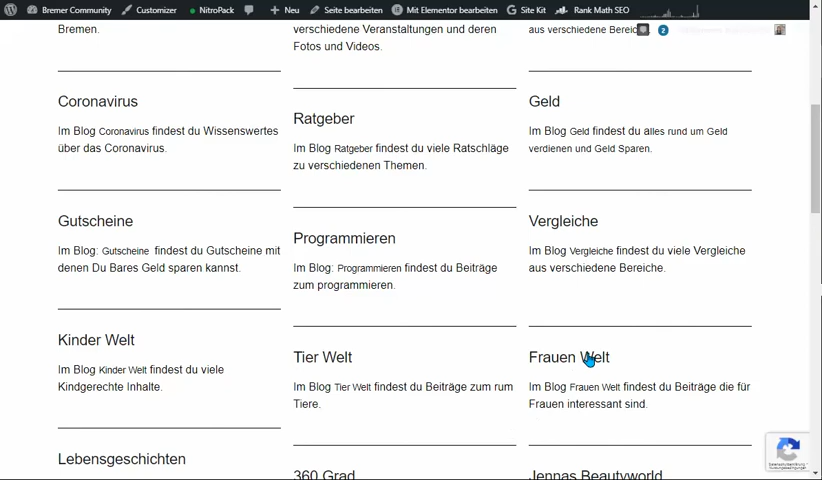 Bremer Community Customizer NitroPack Neu Seite bearbeiten Mit Elementor bearbeiten Site Kit Rank Math SEO
2
Bremen.
verschiedene Veranstaltungen und deren
Fotos und Videos.
aus verschiedene Bereic
Coronavirus
Im Blog Coronavirus findest du Wissenswertes
über das Coronavirus.
Ratgeber
Im Blog Ratgeber findest du viele Ratschläge
zu verschiedenen Themen.
Geld
Im Blog Geld findest du alles rund um Geld
verdienen und Geld Sparen.
Gutscheine
Im Blog: Gutscheine findest du Gutscheine mit
denen Du Bares Geld sparen kannst.
Programmieren
Im Blog: Programmieren findest du Beiträge
zum programmieren.
Vergleiche
Im Blog Vergleiche findest du viele Vergleiche
aus verschiedene Bereiche.
Kinder Welt
Im Blog Kinder Welt findest du viele
Kindgerechte Inhalte.
Tier Welt
Im Blog Tier Welt findest du Beiträge zum rum
Tiere.
Frauen Welt
Im Blog Frauen Welt findest du Beiträge die für
Frauen interessant sind.
Lebensgeschichten
360 Grad
Jennas Beautyworld